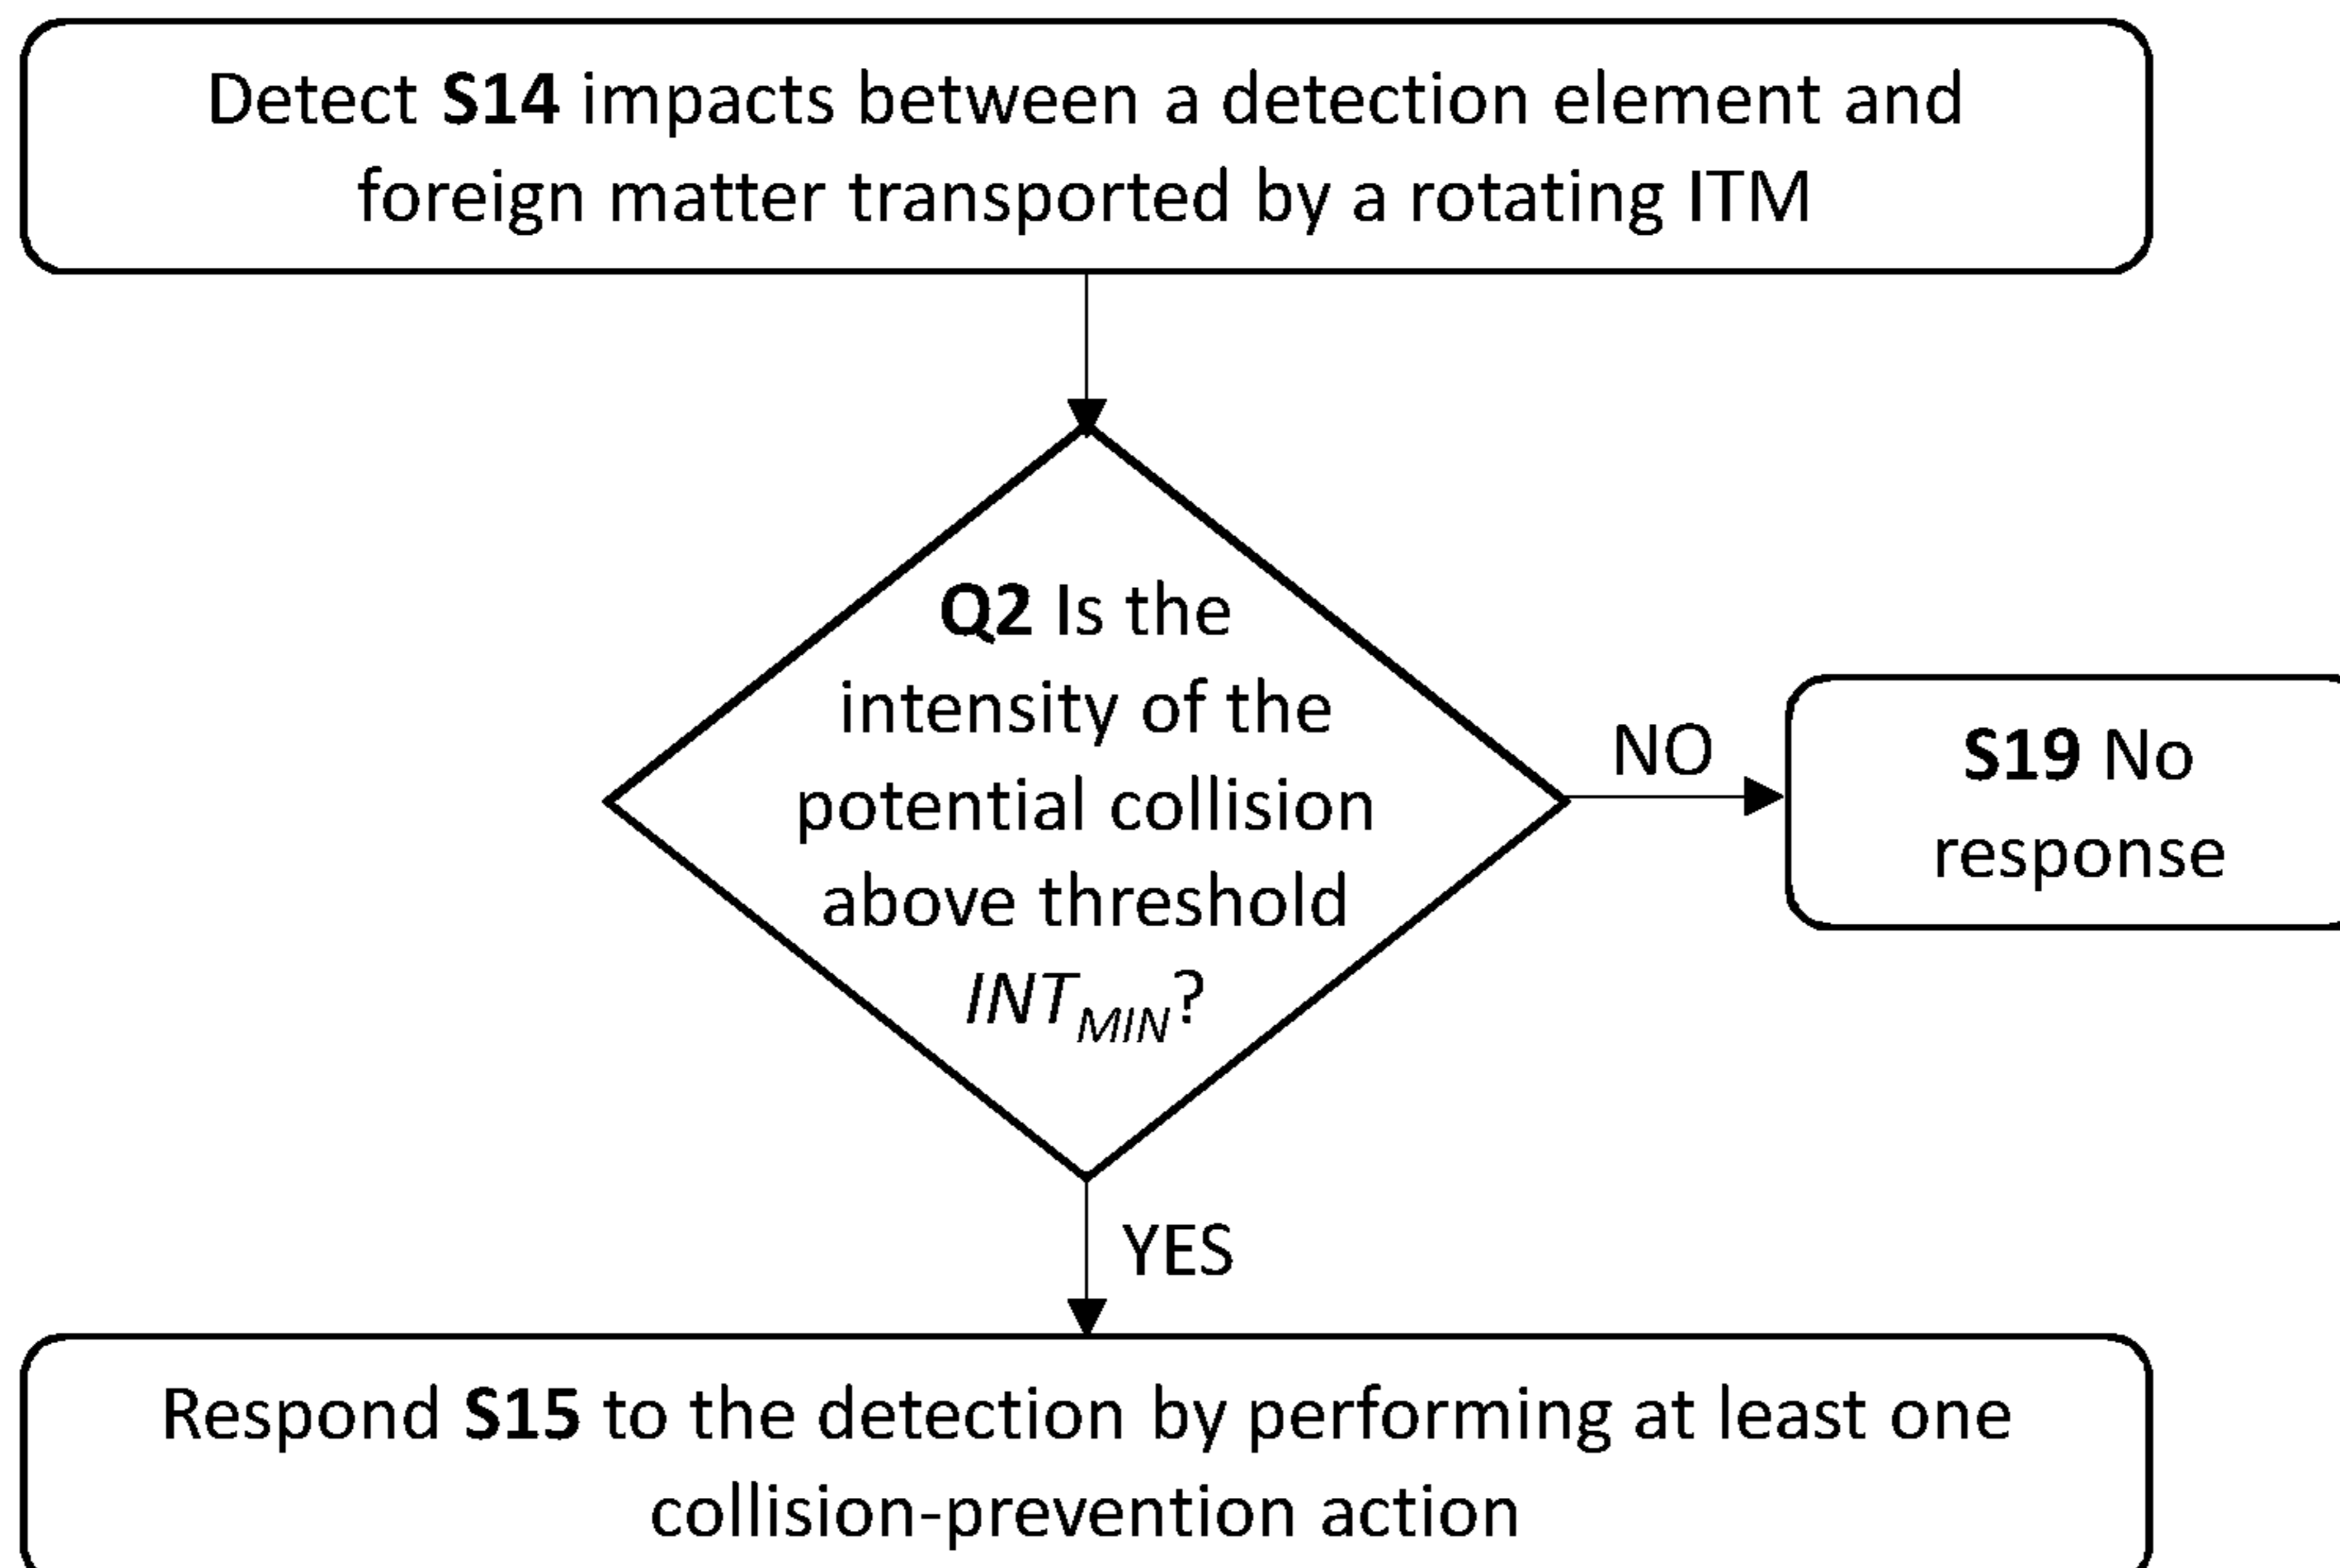 Detect S14 impacts between a detection element and
foreign matter transported by a rotating ITM
Q2 Is the
intensity of the
potential collision
above threshold
INT_MIN?
NO
S19 No
response
YES
Respond S15 to the detection by performing at least one
collision-prevention action